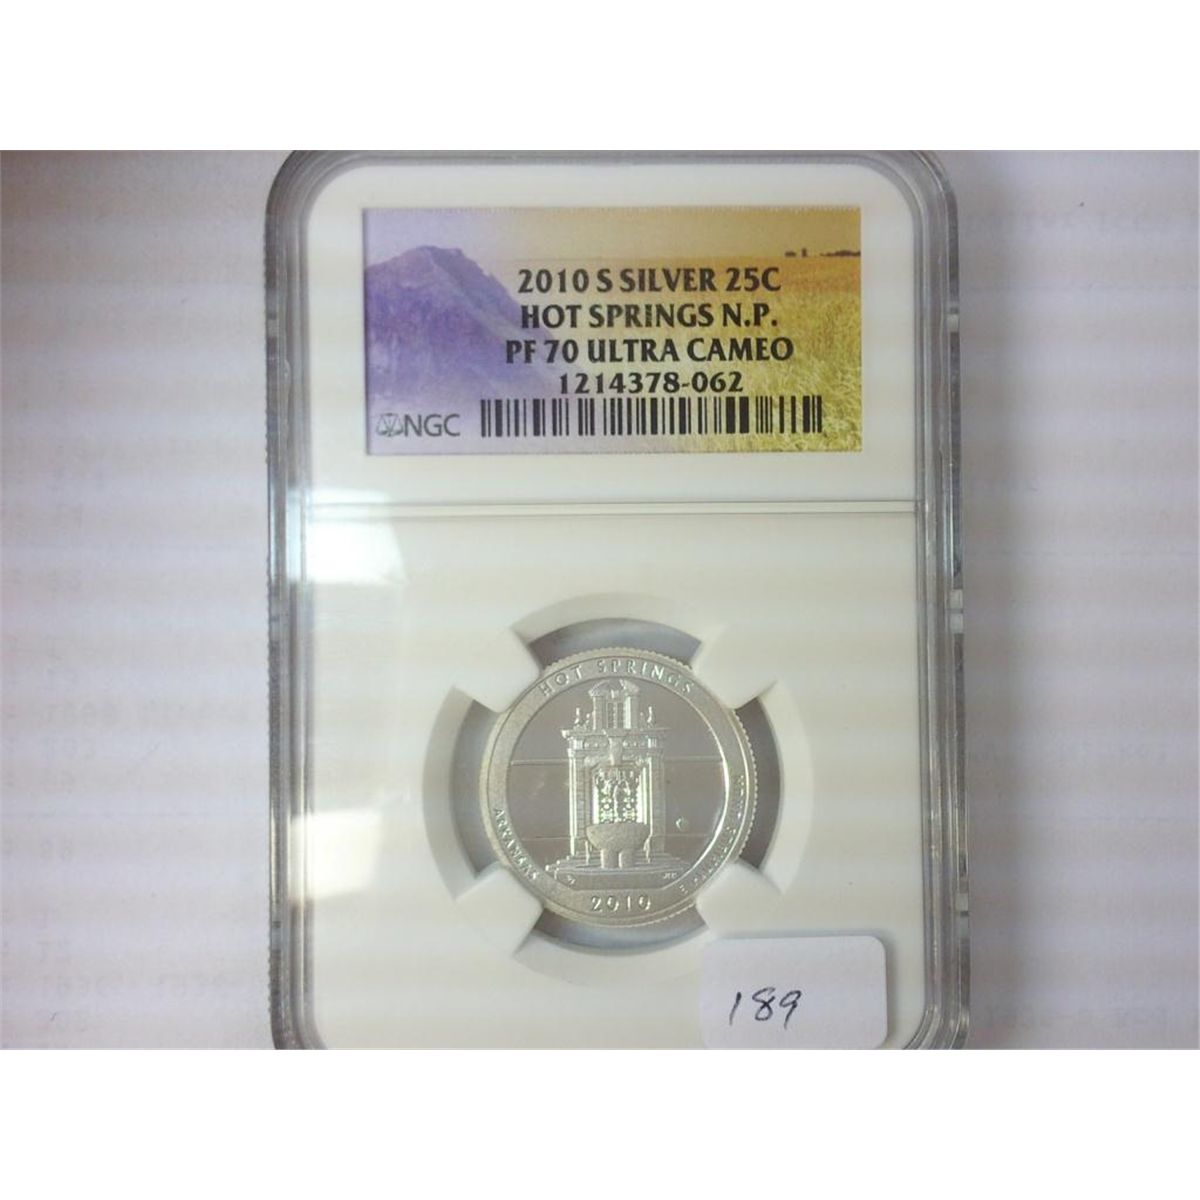 2010 S SILVER 25C
HOT SPRINGS N.P.
PF 70 ULTRA CAMEO
1214378-062
NGC
HOT SPRINGS
ARKANSAS
2010
189